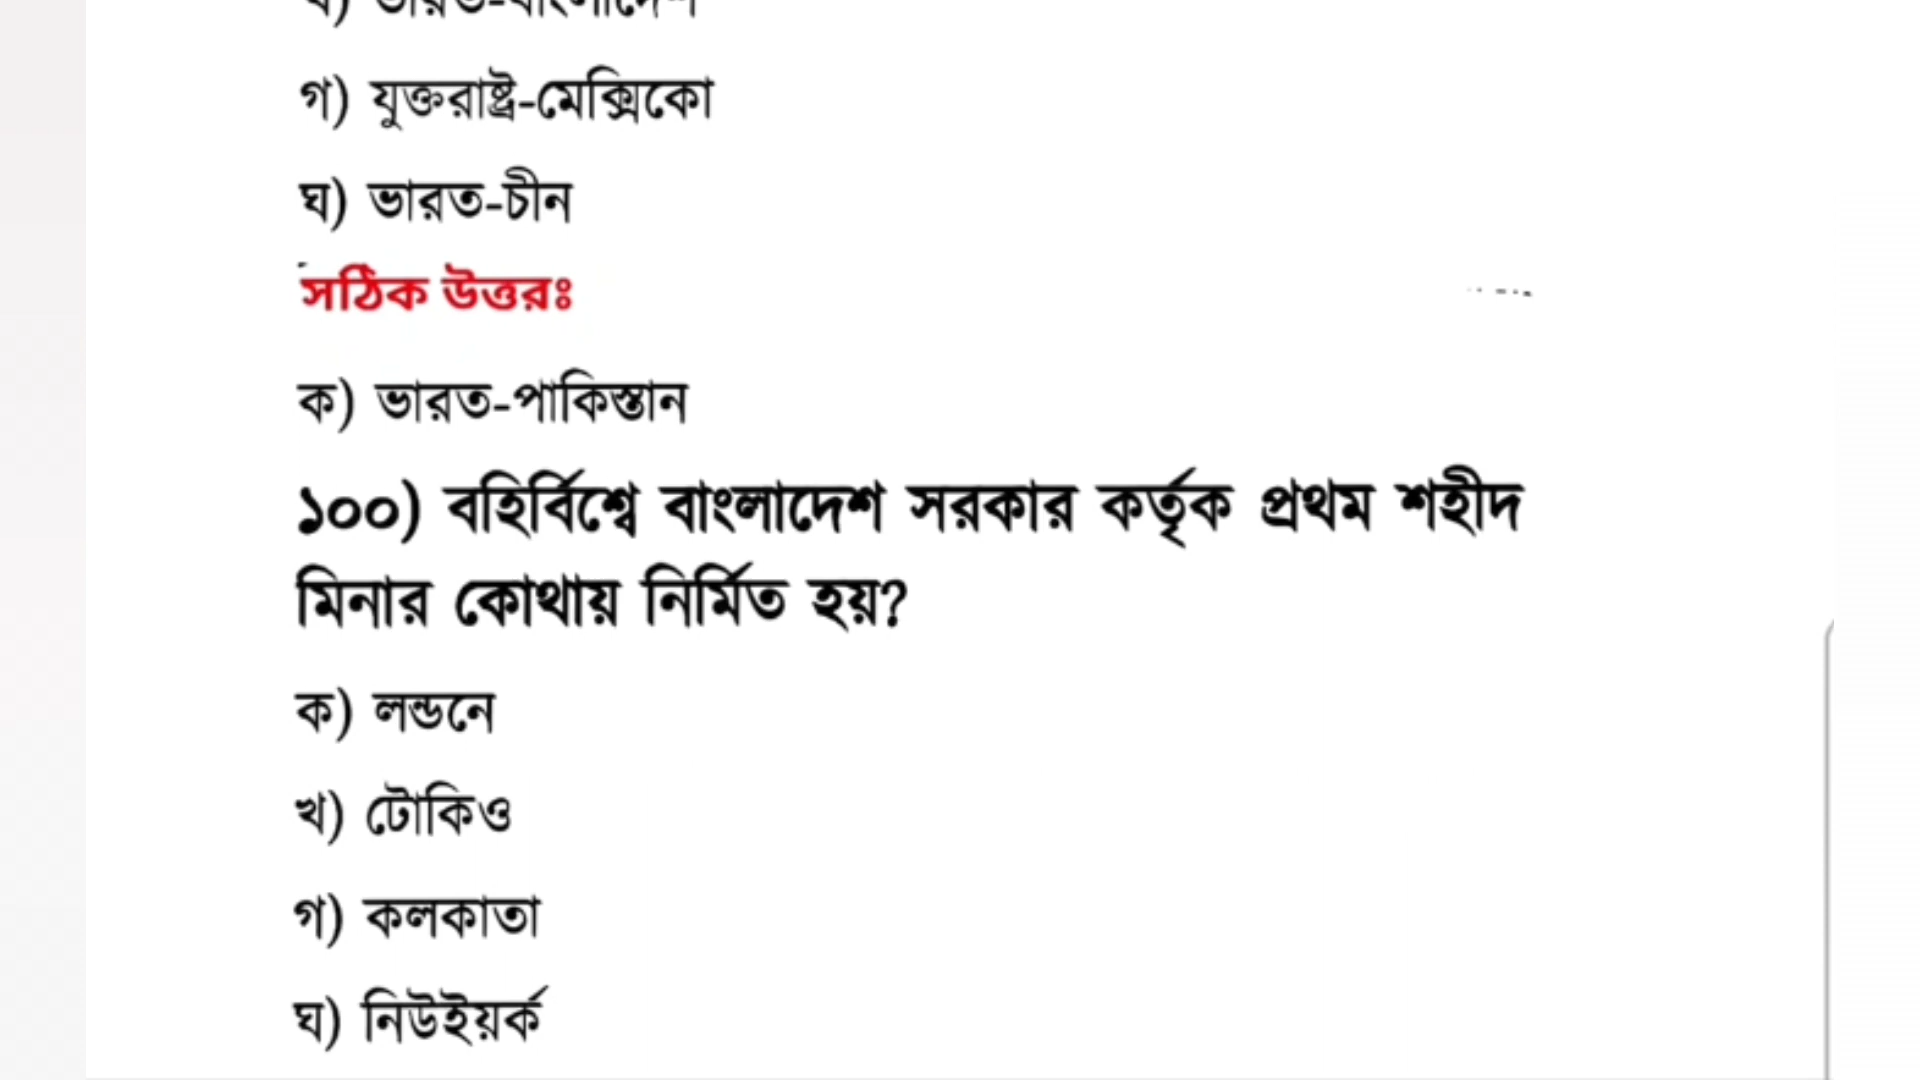 গ) যুক্তরাষ্ট্র-মেক্সিকো
ঘ) ভারত-চীন
সঠিক উত্তরঃ
ক) ভারত-পাকিস্তান
১০০) বহির্বিশ্বে বাংলাদেশ সরকার কর্তৃক প্রথম শহীদ
মিনার কোথায় নির্মিত হয়?
ক) লন্ডনে
খ) টোকিও
গ) কলকাতা
ঘ) নিউইয়র্ক